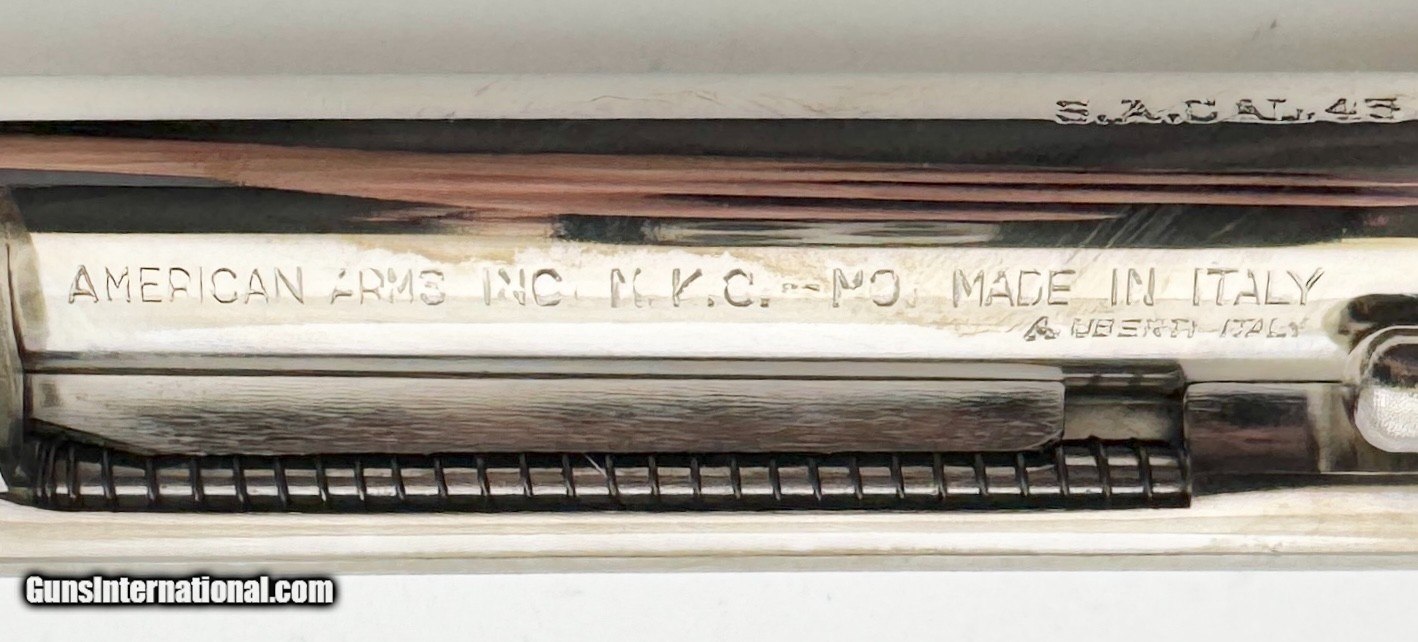 S.A.CAL.45
AMERICAN ARMS INC. N.K.C.-MO. MADE IN ITALY
A. UBERTI ITALY
GunsInternational.com